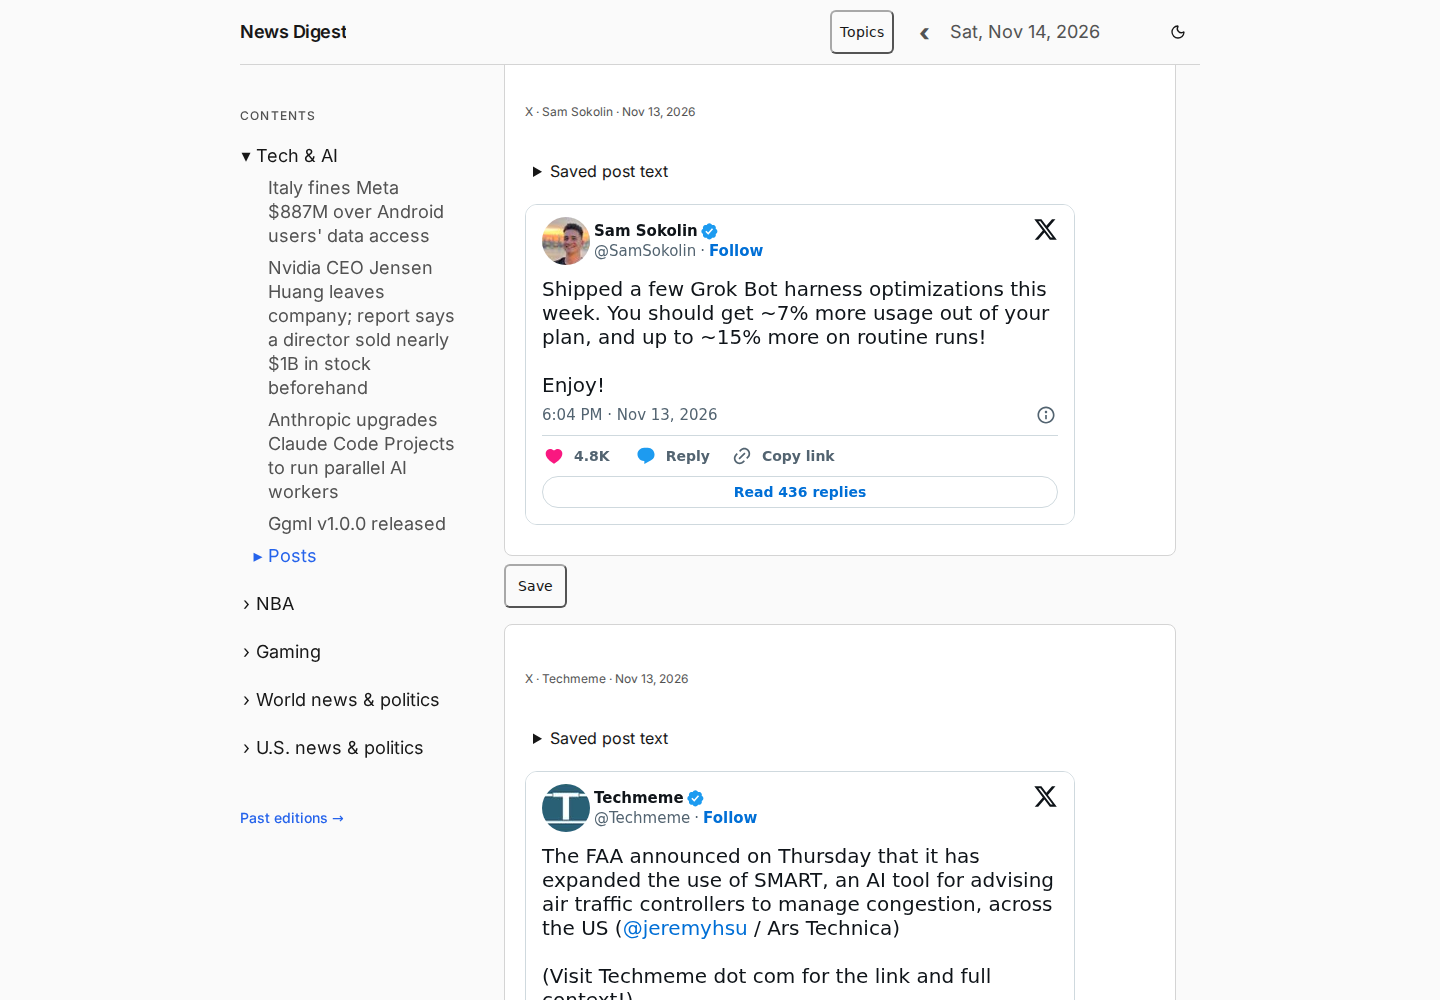 News Digest
Topics
‹
Sat, Nov 14, 2026
CONTENTS
▾ Tech & AI
Italy fines Meta
$887M over Android
users' data access
Nvidia CEO Jensen
Huang leaves
company; report says
a director sold nearly
$1B in stock
beforehand
Anthropic upgrades
Claude Code Projects
to run parallel AI
workers
Ggml v1.0.0 released
▸ Posts
› NBA
› Gaming
› World news & politics
› U.S. news & politics
Past editions →
X · Sam Sokolin · Nov 13, 2026
▶ Saved post text
Sam Sokolin
@SamSokolin · Follow
Shipped a few Grok Bot harness optimizations this
week. You should get ~7% more usage out of your
plan, and up to ~15% more on routine runs!
Enjoy!
6:04 PM · Nov 13, 2026
4.8K Reply Copy link
Read 436 replies
Save
X · Techmeme · Nov 13, 2026
▶ Saved post text
Techmeme
@Techmeme · Follow
The FAA announced on Thursday that it has
expanded the use of SMART, an AI tool for advising
air traffic controllers to manage congestion, across
the US (@jeremyhsu / Ars Technica)
(Visit Techmeme dot com for the link and full
context!)